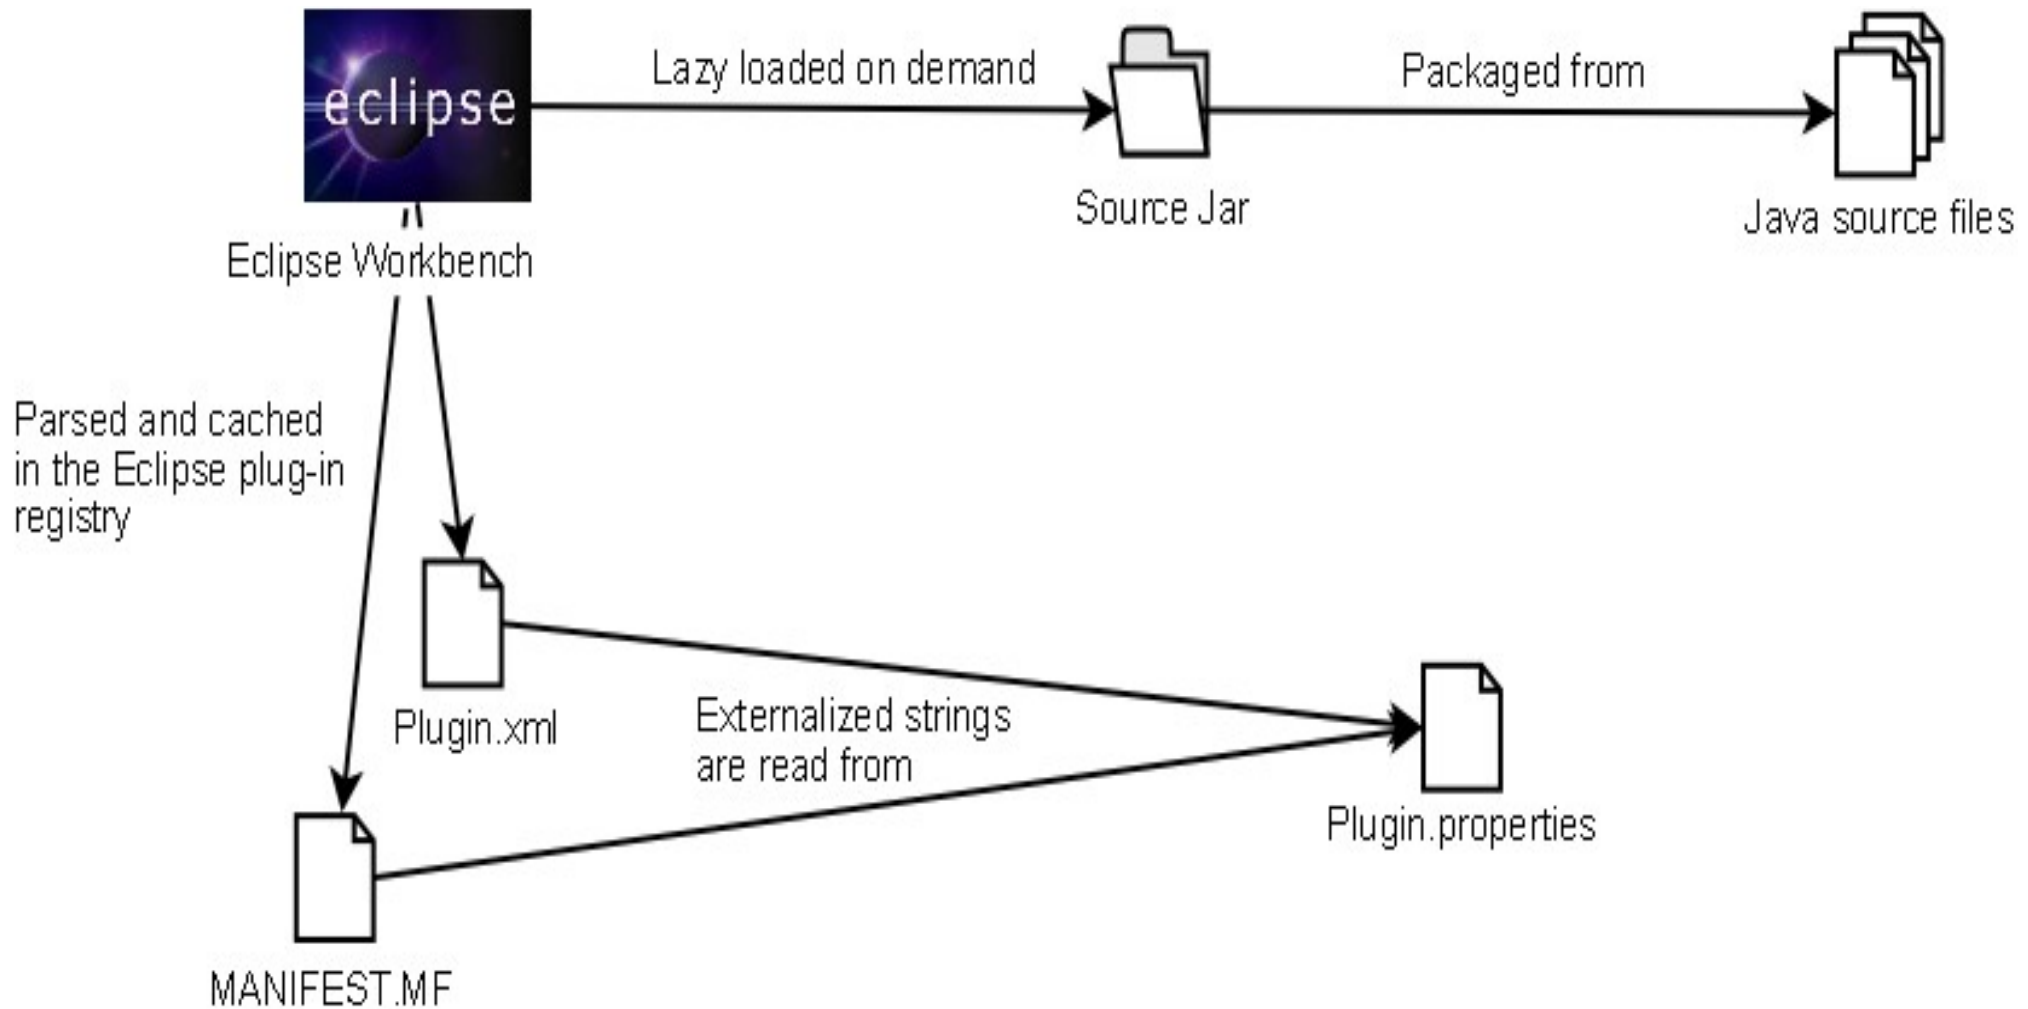 eclipse
Lazy loaded on demand
Packaged from
Source Jar
Java source files
Eclipse Workbench
Parsed and cached
in the Eclipse plug-in
registry
Plugin.xml
Externalized strings
are read from
Plugin.properties
MANIFEST.MF